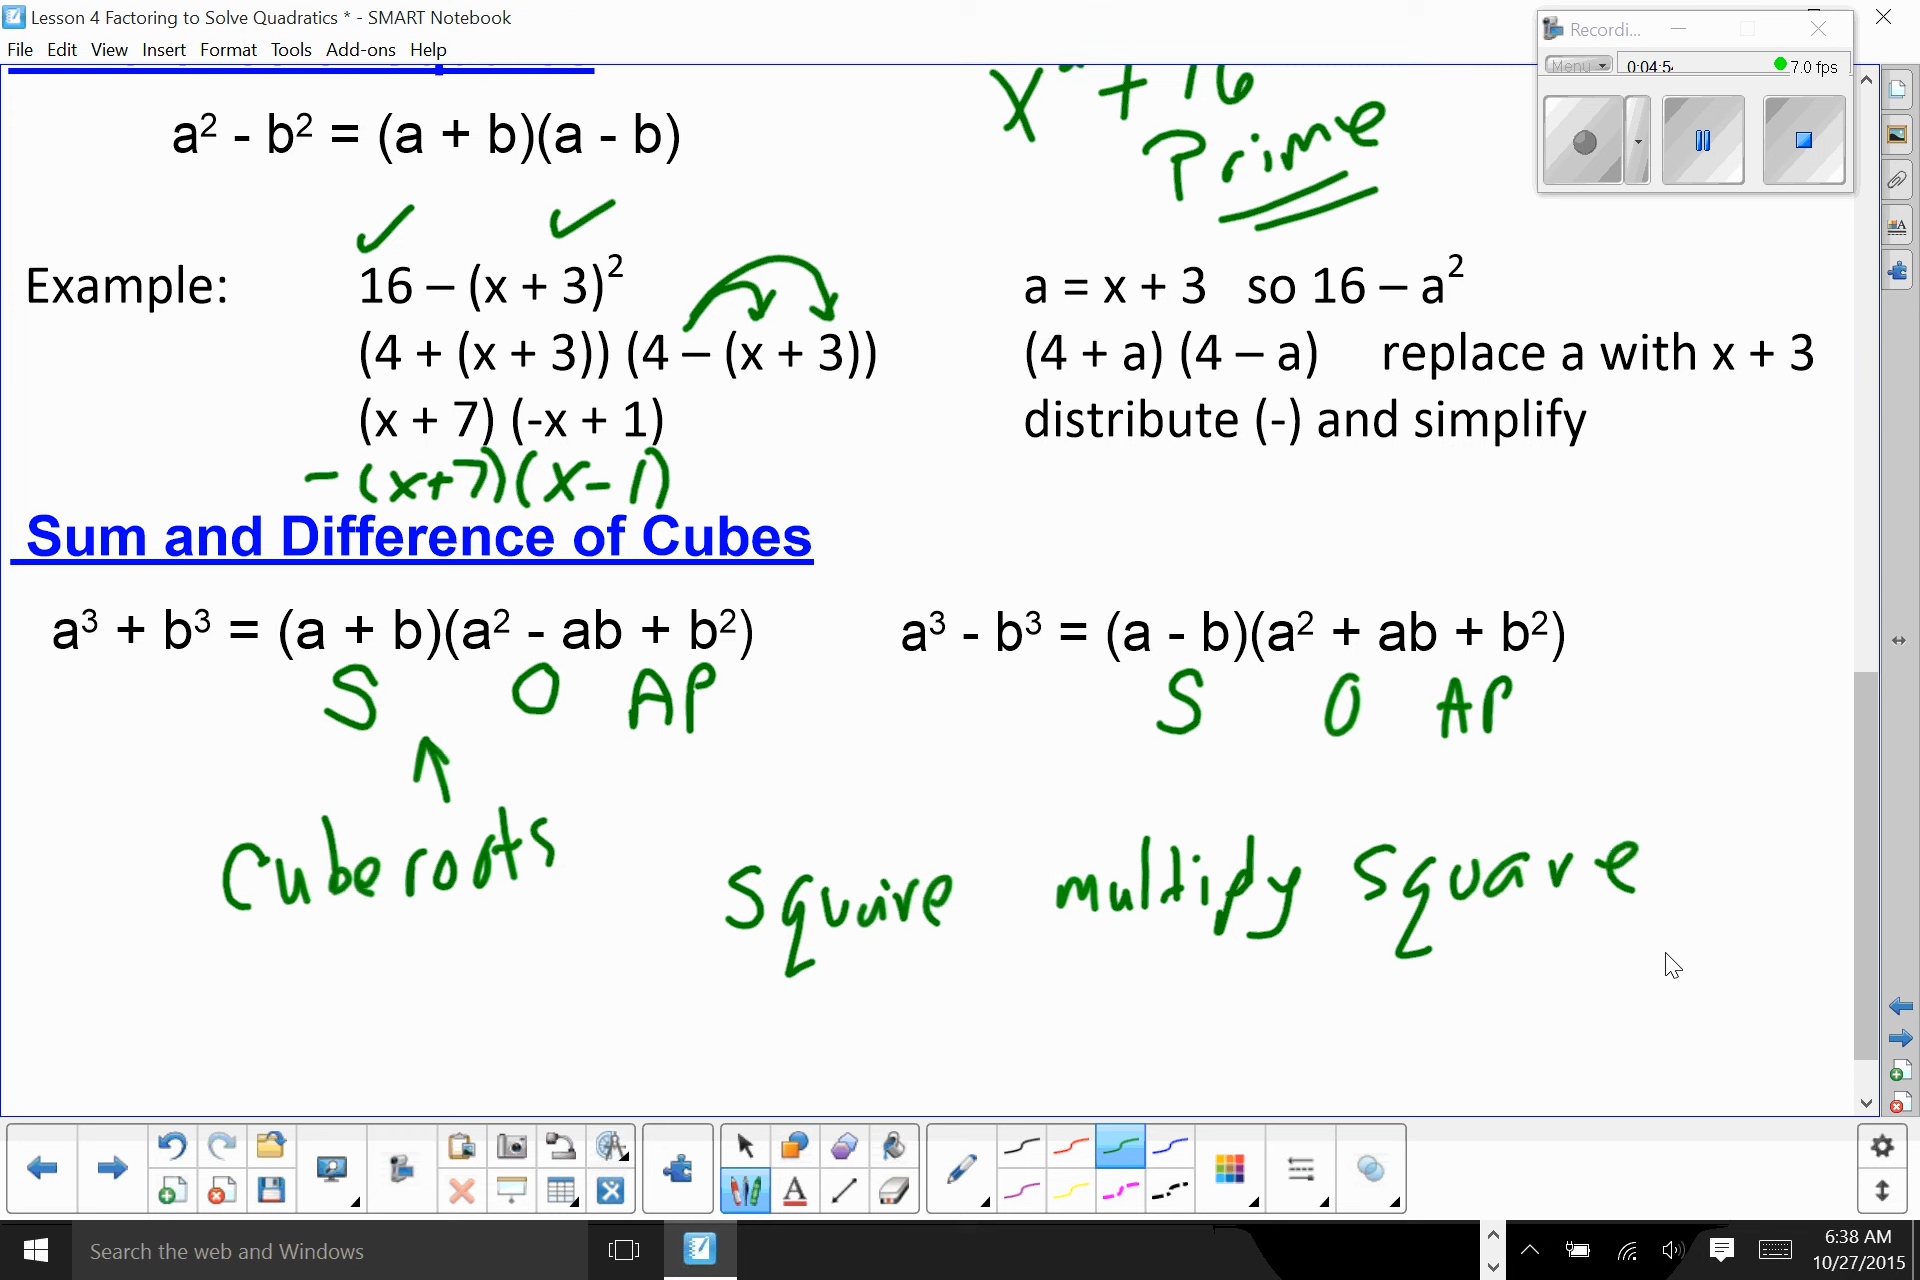 Lesson 4 Factoring to Solve Quadratics * - SMART Notebook
File Edit View Insert Format Tools Add-ons Help
Recordi...
Menu 0:04:54 7.0 fps
x² + 16
Prime
a² - b² = (a + b)(a - b)
Example: 16 – (x + 3)² a = x + 3 so 16 – a²
(4 + (x + 3)) (4 – (x + 3)) (4 + a) (4 – a) replace a with x + 3
(x + 7) (-x + 1) distribute (-) and simplify
-(x+7)(x-1)
Sum and Difference of Cubes
a³ + b³ = (a + b)(a² - ab + b²) a³ - b³ = (a - b)(a² + ab + b²)
S O AP S O AP
Cube roots
square multiply square
Search the web and Windows
6:38 AM
10/27/2015